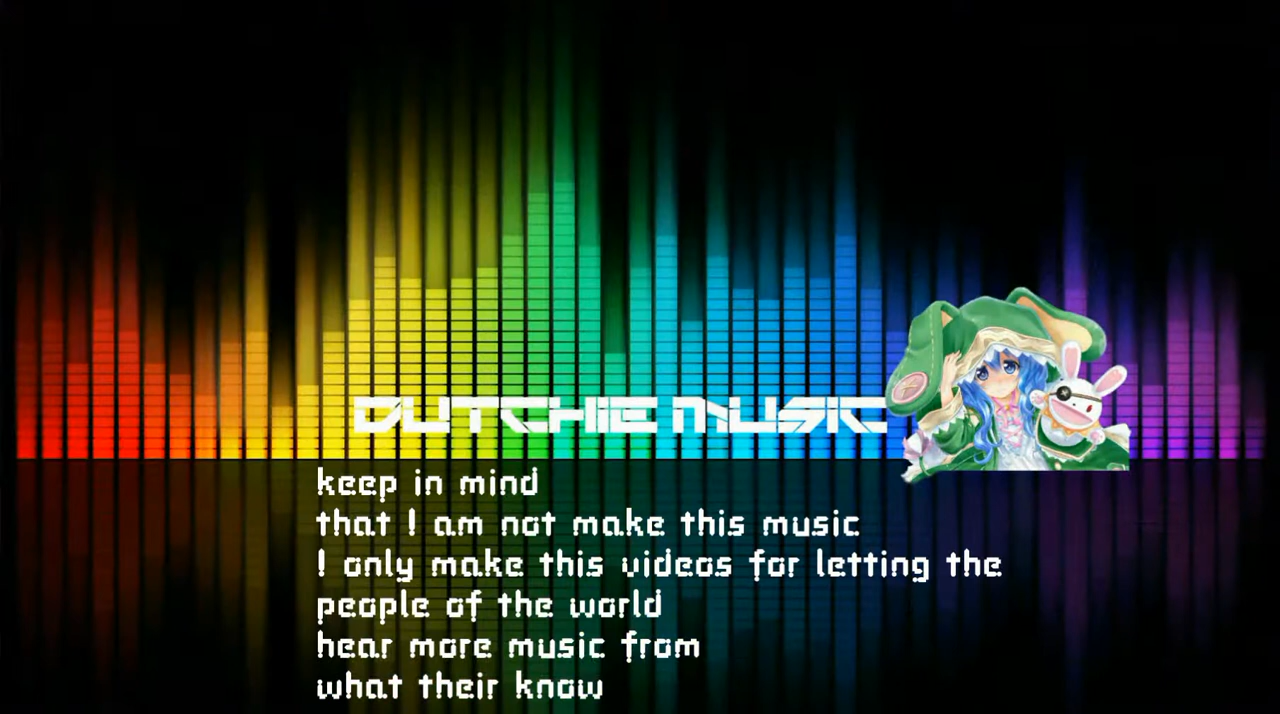 DUTCHIE MUSIC
keep in mind
that I am not make this music
I only make this videos for letting the
people of the world
hear more music from
what their know